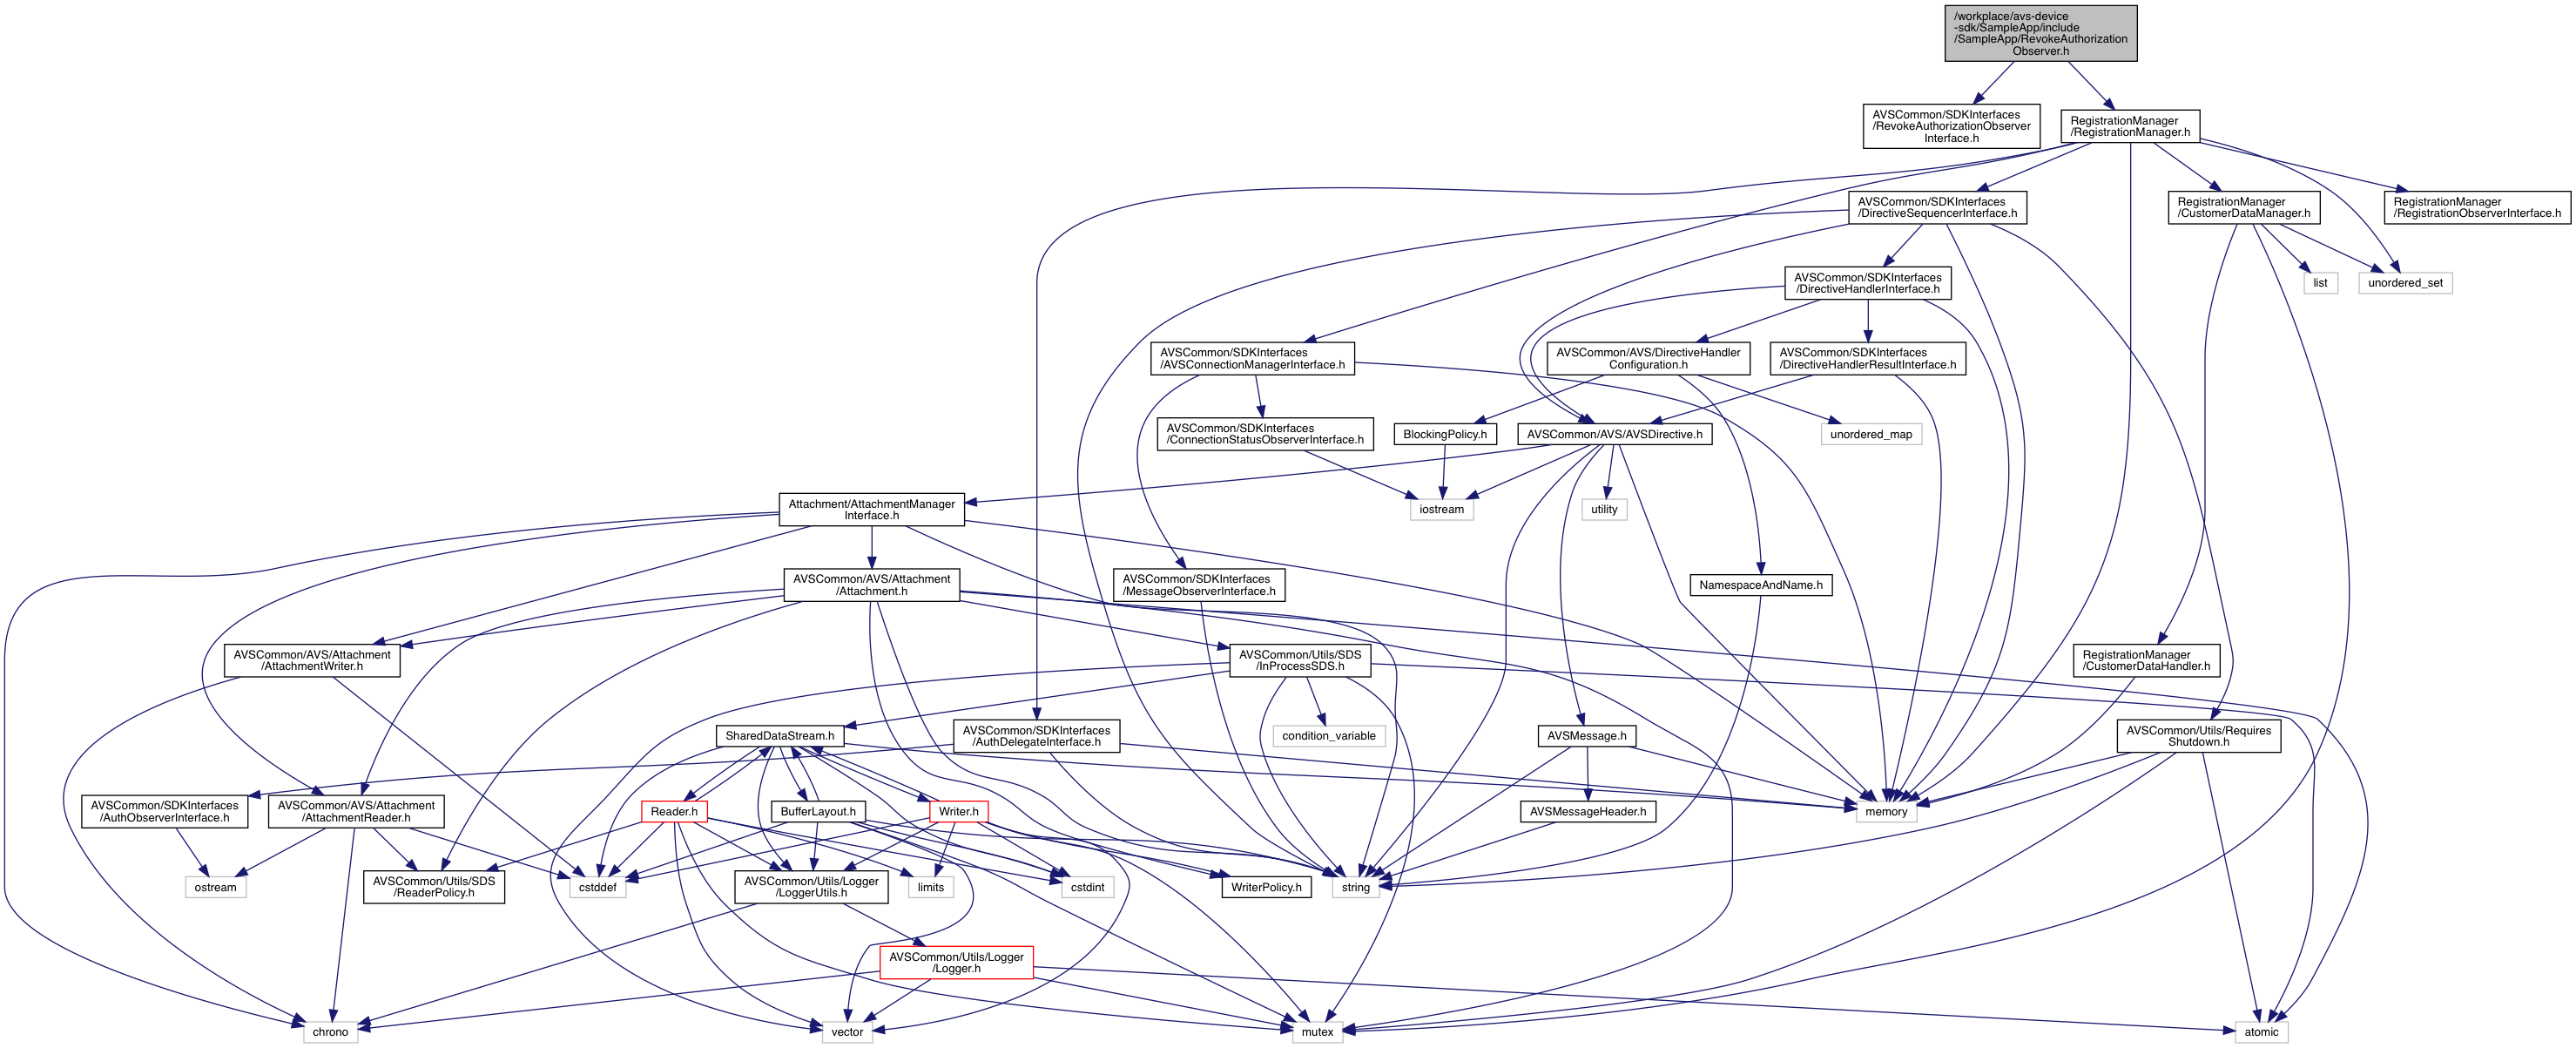 /workplace/avs-device
-sdk/SampleApp/include
/SampleApp/RevokeAuthorization
Observer.h
AVSCommon/SDKInterfaces
/RevokeAuthorizationObserver
Interface.h
RegistrationManager
/RegistrationManager.h
AVSCommon/SDKInterfaces
/DirectiveSequencerInterface.h
RegistrationManager
/CustomerDataManager.h
RegistrationManager
/RegistrationObserverInterface.h
AVSCommon/SDKInterfaces
/DirectiveHandlerInterface.h
list
unordered_set
AVSCommon/SDKInterfaces
/AVSConnectionManagerInterface.h
AVSCommon/AVS/DirectiveHandler
Configuration.h
AVSCommon/SDKInterfaces
/DirectiveHandlerResultInterface.h
AVSCommon/SDKInterfaces
/ConnectionStatusObserverInterface.h
BlockingPolicy.h
AVSCommon/AVS/AVSDirective.h
unordered_map
Attachment/AttachmentManager
Interface.h
iostream
utility
AVSCommon/AVS/Attachment
/Attachment.h
AVSCommon/SDKInterfaces
/MessageObserverInterface.h
NamespaceAndName.h
AVSCommon/AVS/Attachment
/AttachmentWriter.h
AVSCommon/Utils/SDS
/InProcessSDS.h
RegistrationManager
/CustomerDataHandler.h
SharedDataStream.h
AVSCommon/SDKInterfaces
/AuthDelegateInterface.h
condition_variable
AVSMessage.h
AVSCommon/Utils/Requires
Shutdown.h
AVSCommon/SDKInterfaces
/AuthObserverInterface.h
AVSCommon/AVS/Attachment
/AttachmentReader.h
Reader.h
BufferLayout.h
Writer.h
AVSMessageHeader.h
memory
ostream
AVSCommon/Utils/SDS
/ReaderPolicy.h
cstddef
AVSCommon/Utils/Logger
/LoggerUtils.h
limits
cstdint
WriterPolicy.h
string
AVSCommon/Utils/Logger
/Logger.h
chrono
vector
mutex
atomic